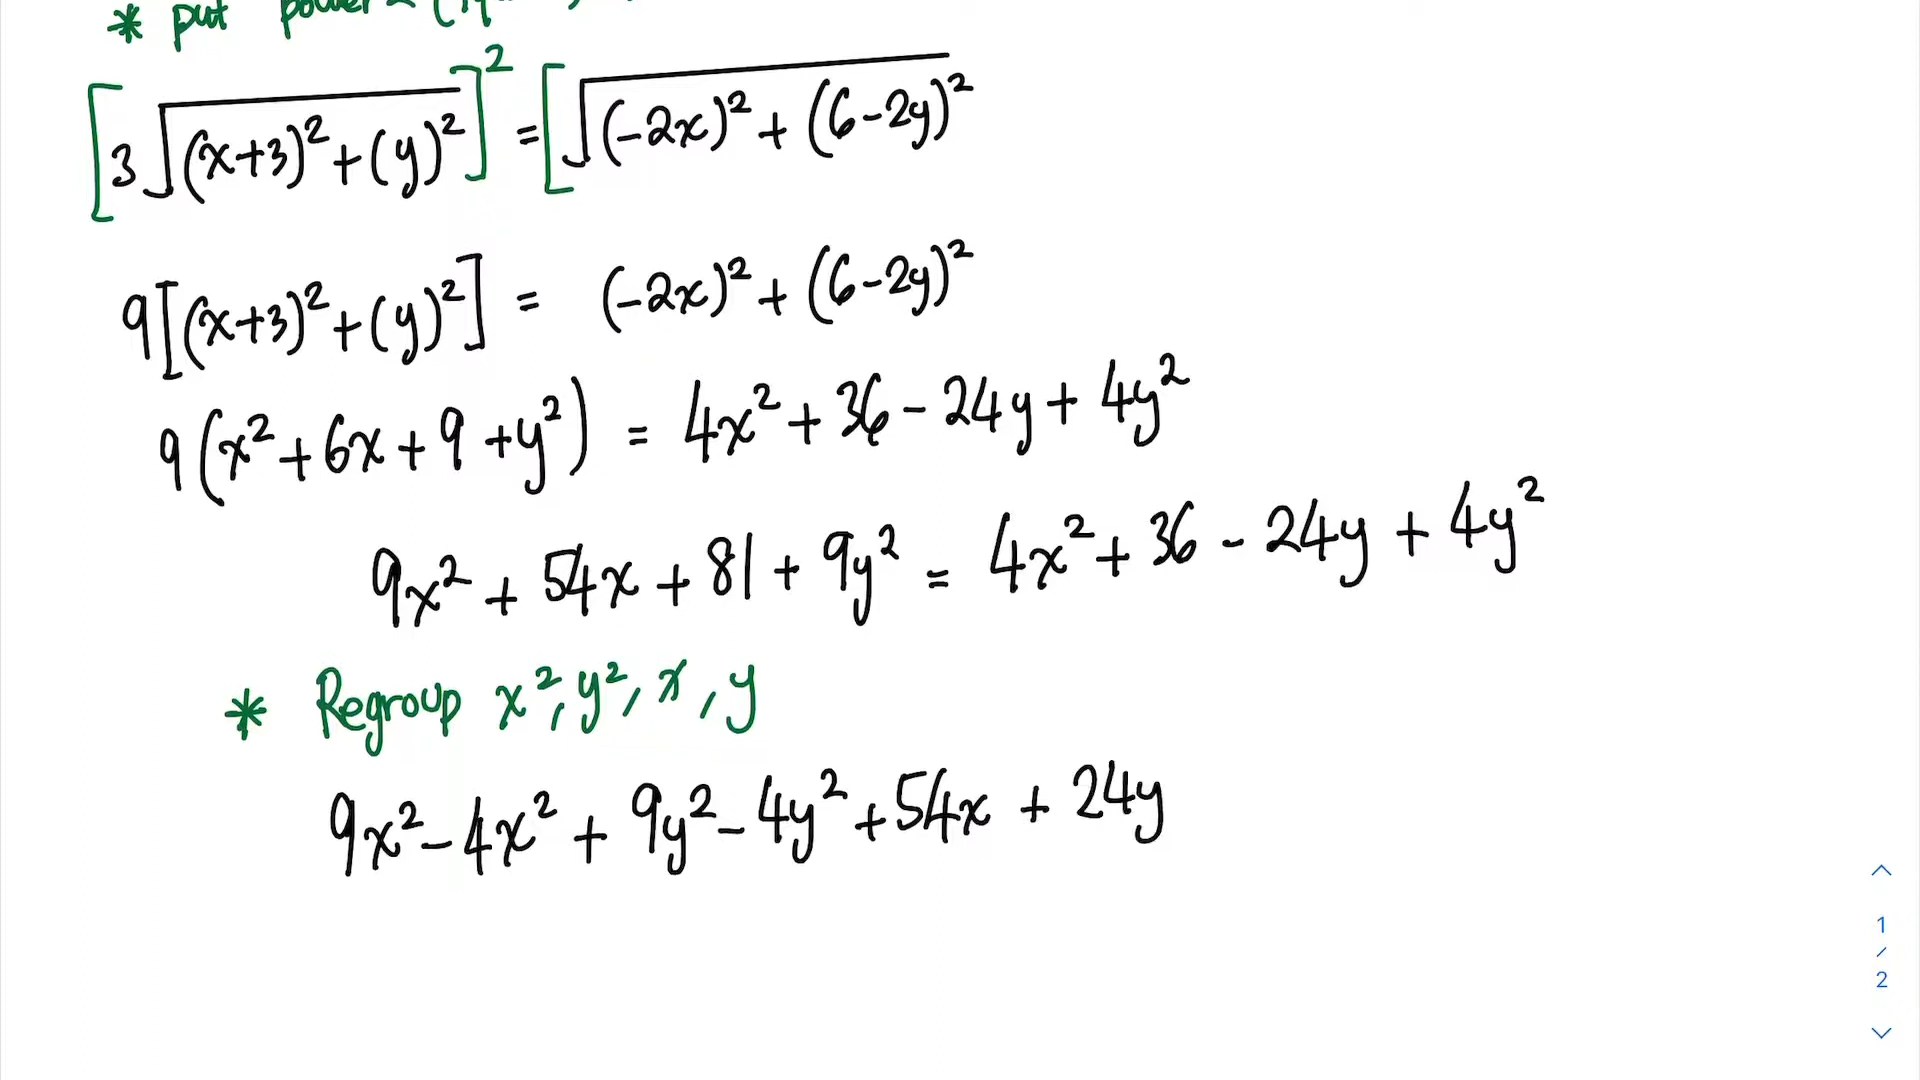 * put power
[3√((x+3)²+(y)²)]² = [√((-2x)²+(6-2y)²)
9[(x+3)²+(y)²] = (-2x)²+(6-2y)²
9(x²+6x+9+y²) = 4x²+36-24y+4y²
9x²+54x+81+9y² = 4x²+36-24y+4y²
* Regroup x²,y²,x,y
9x²-4x²+9y²-4y²+54x+24y
1
/
2